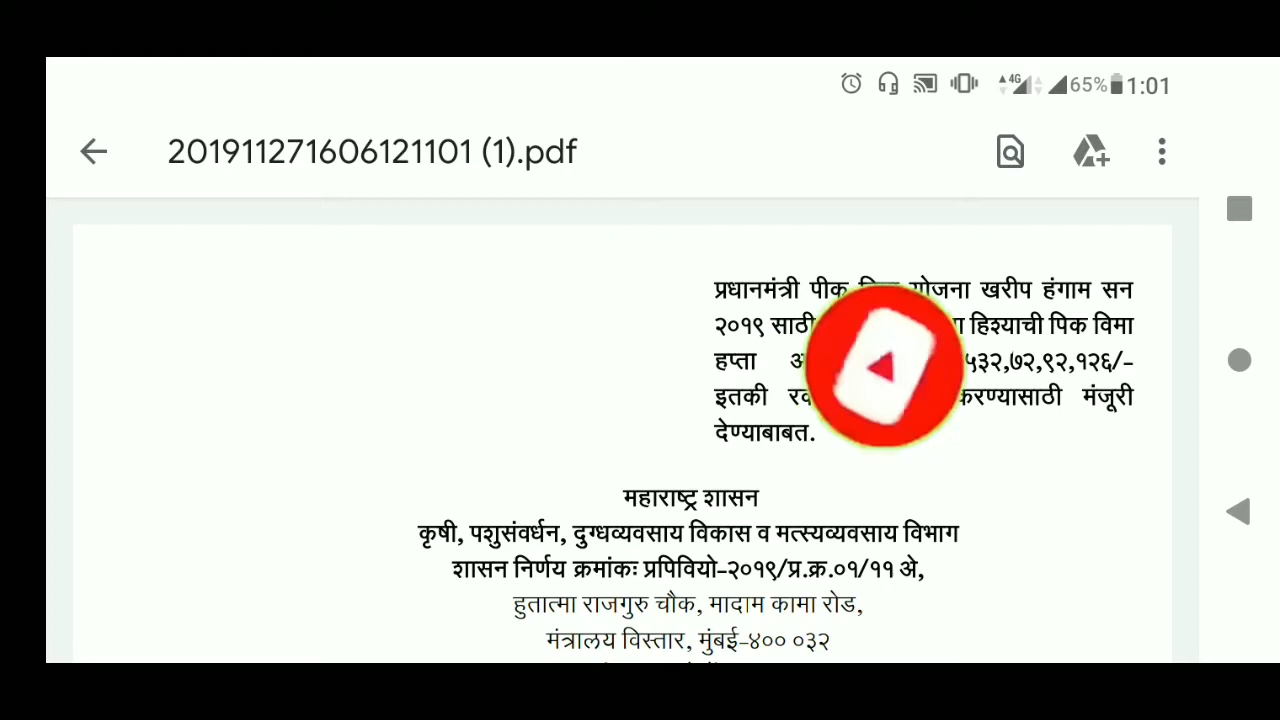 4G 65% 1:01
201911271606121101 (1).pdf
प्रधानमंत्री पीक योजना खरीप हंगाम सन
२०१९ साठी हिश्याची पिक विमा
हप्ता ५३२,७२,९२,१२६/-
इतकी करण्यासाठी मंजूरी
देण्याबाबत.
महाराष्ट्र शासन
कृषी, पशुसंवर्धन, दुग्धव्यवसाय विकास व मत्स्यव्यवसाय विभाग
शासन निर्णय क्रमांकः प्रपिवियो-२०१९/प्र.क्र.०१/११ अे,
हुतात्मा राजगुरु चौक, मादाम कामा रोड,
मंत्रालय विस्तार, मुंबई-४०० ०३२